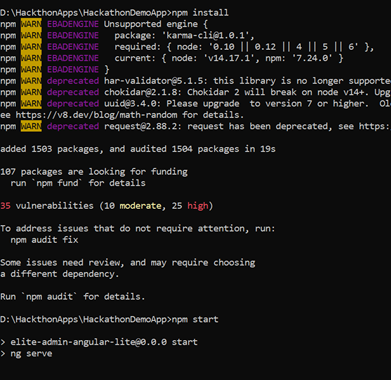 D:\HackthonApps\HackathonDemoApp>npm install
npm WARN EBADENGINE Unsupported engine {
npm WARN EBADENGINE   package: 'karma-cli@1.0.1',
npm WARN EBADENGINE   required: { node: '0.10 || 0.12 || 4 || 5 || 6' },
npm WARN EBADENGINE   current: { node: 'v14.17.1', npm: '7.24.0' }
npm WARN EBADENGINE }
npm WARN deprecated har-validator@5.1.5: this library is no longer supporte
npm WARN deprecated chokidar@2.1.8: Chokidar 2 will break on node v14+. Upg
npm WARN deprecated uuid@3.4.0: Please upgrade  to version 7 or higher.  Ol
ee https://v8.dev/blog/math-random for details.
npm WARN deprecated request@2.88.2: request has been deprecated, see https:
added 1503 packages, and audited 1504 packages in 19s
107 packages are looking for funding
  run `npm fund` for details
35 vulnerabilities (10 moderate, 25 high)
To address issues that do not require attention, run:
  npm audit fix
Some issues need review, and may require choosing
a different dependency.
Run `npm audit` for details.
D:\HackthonApps\HackathonDemoApp>npm start
> elite-admin-angular-lite@0.0.0 start
> ng serve